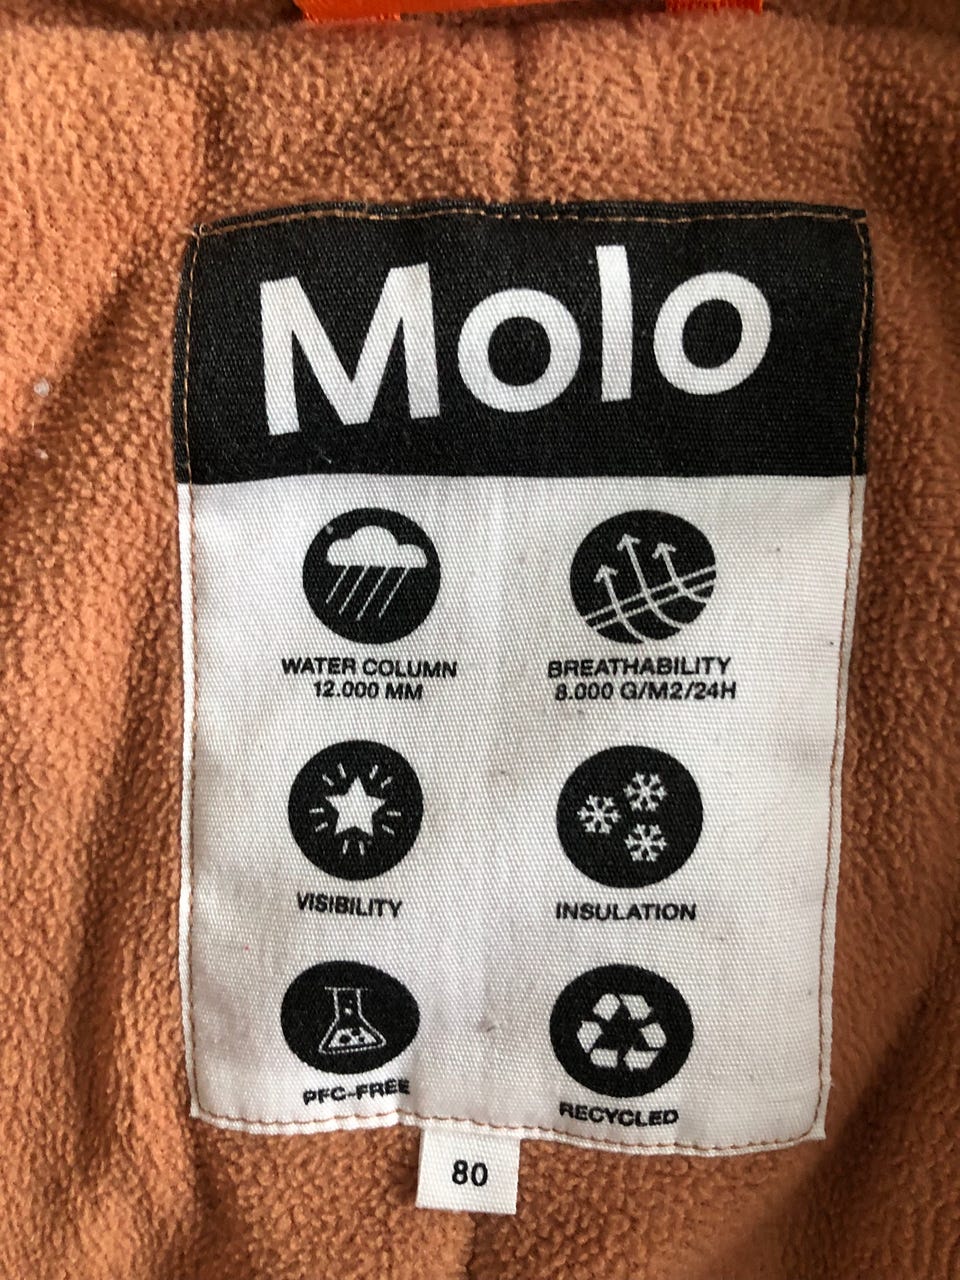 Molo
WATER COLUMN
12.000 MM
BREATHABILITY
8.000 G/M2/24H
VISIBILITY
INSULATION
PFC-FREE
RECYCLED
80